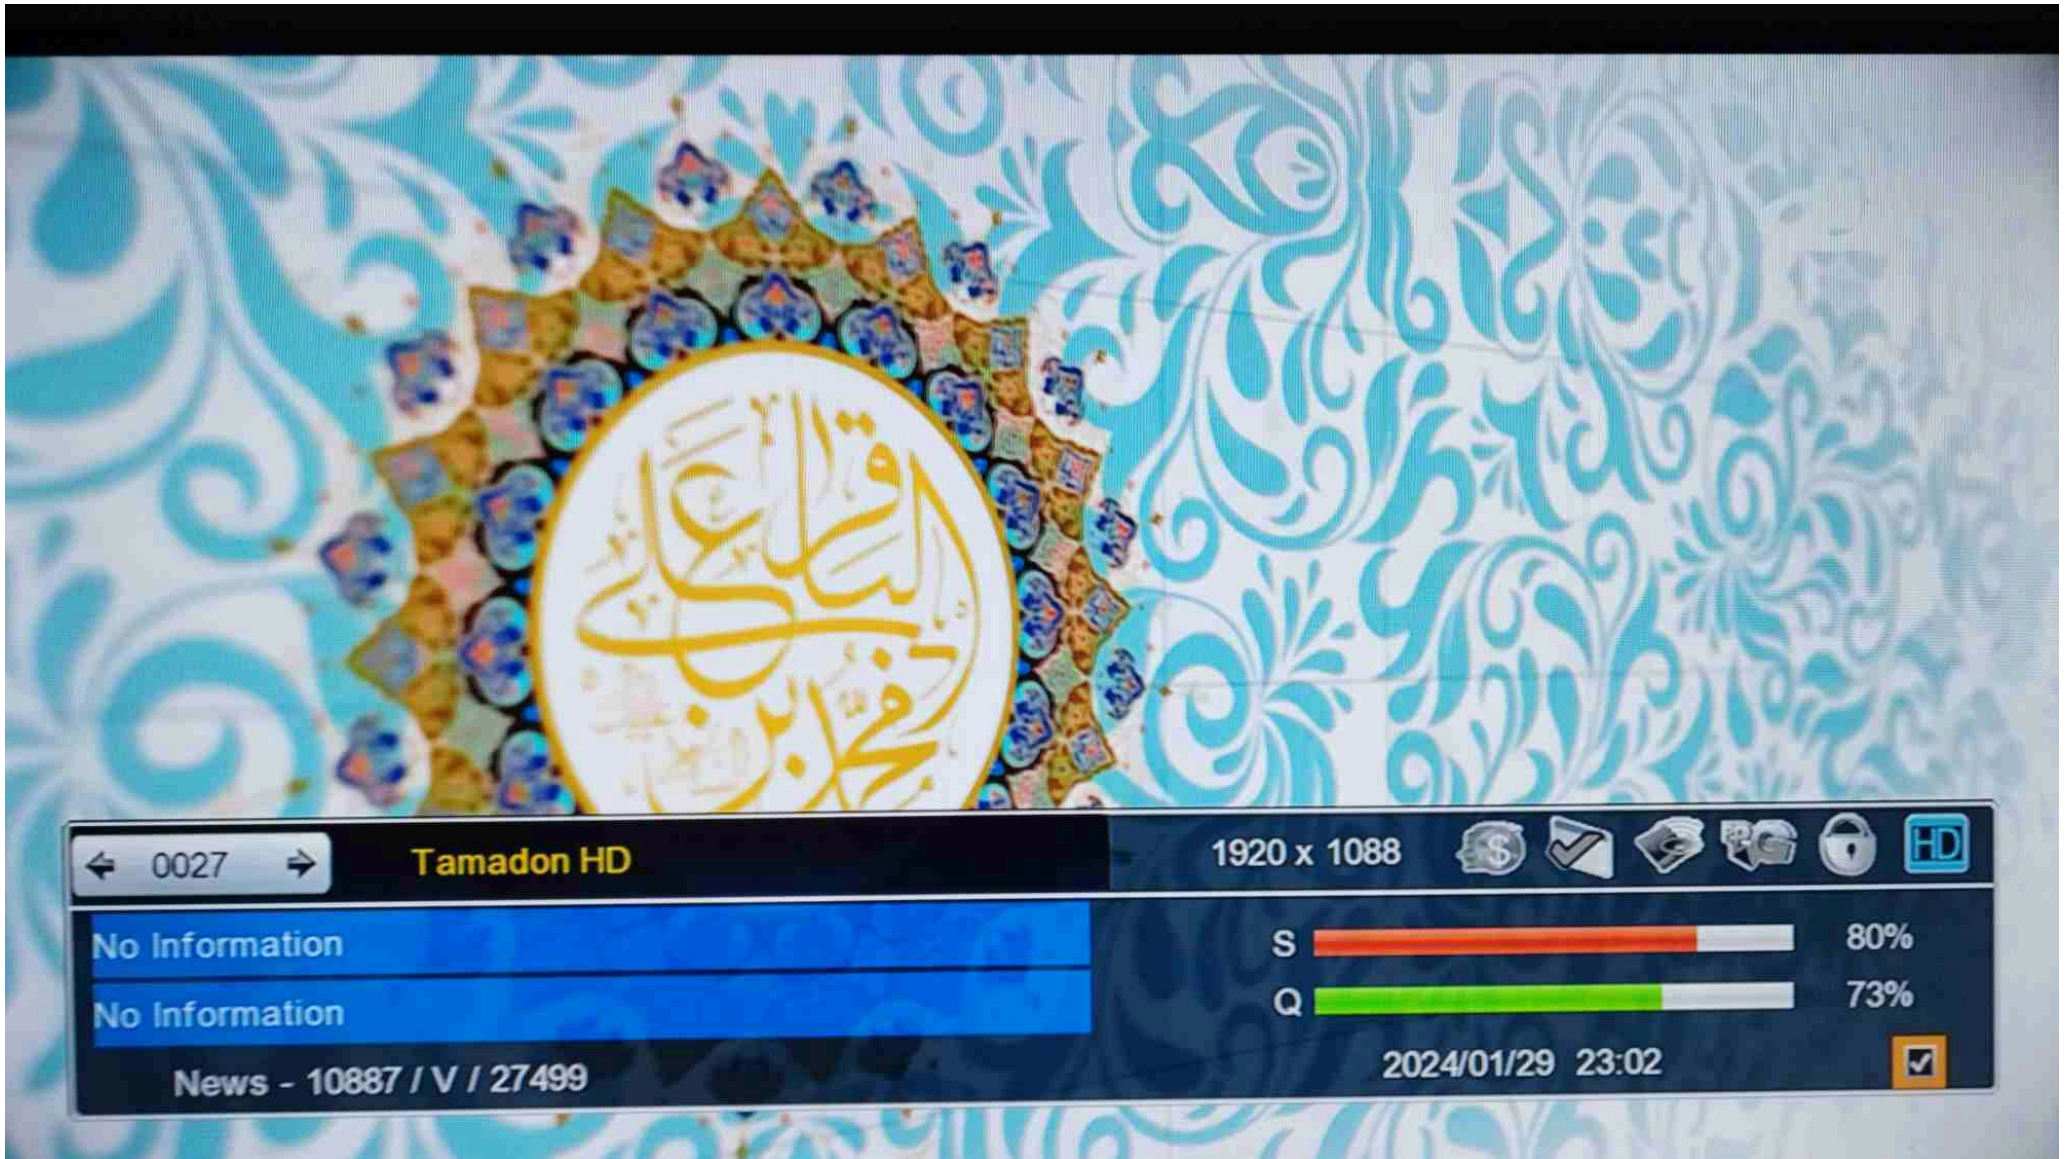 محمد بن
علي
الباقر
0027
Tamadon HD
1920 x 1088
HD
No Information
No Information
S 80%
Q 73%
News - 10887 / V / 27499
2024/01/29 23:02